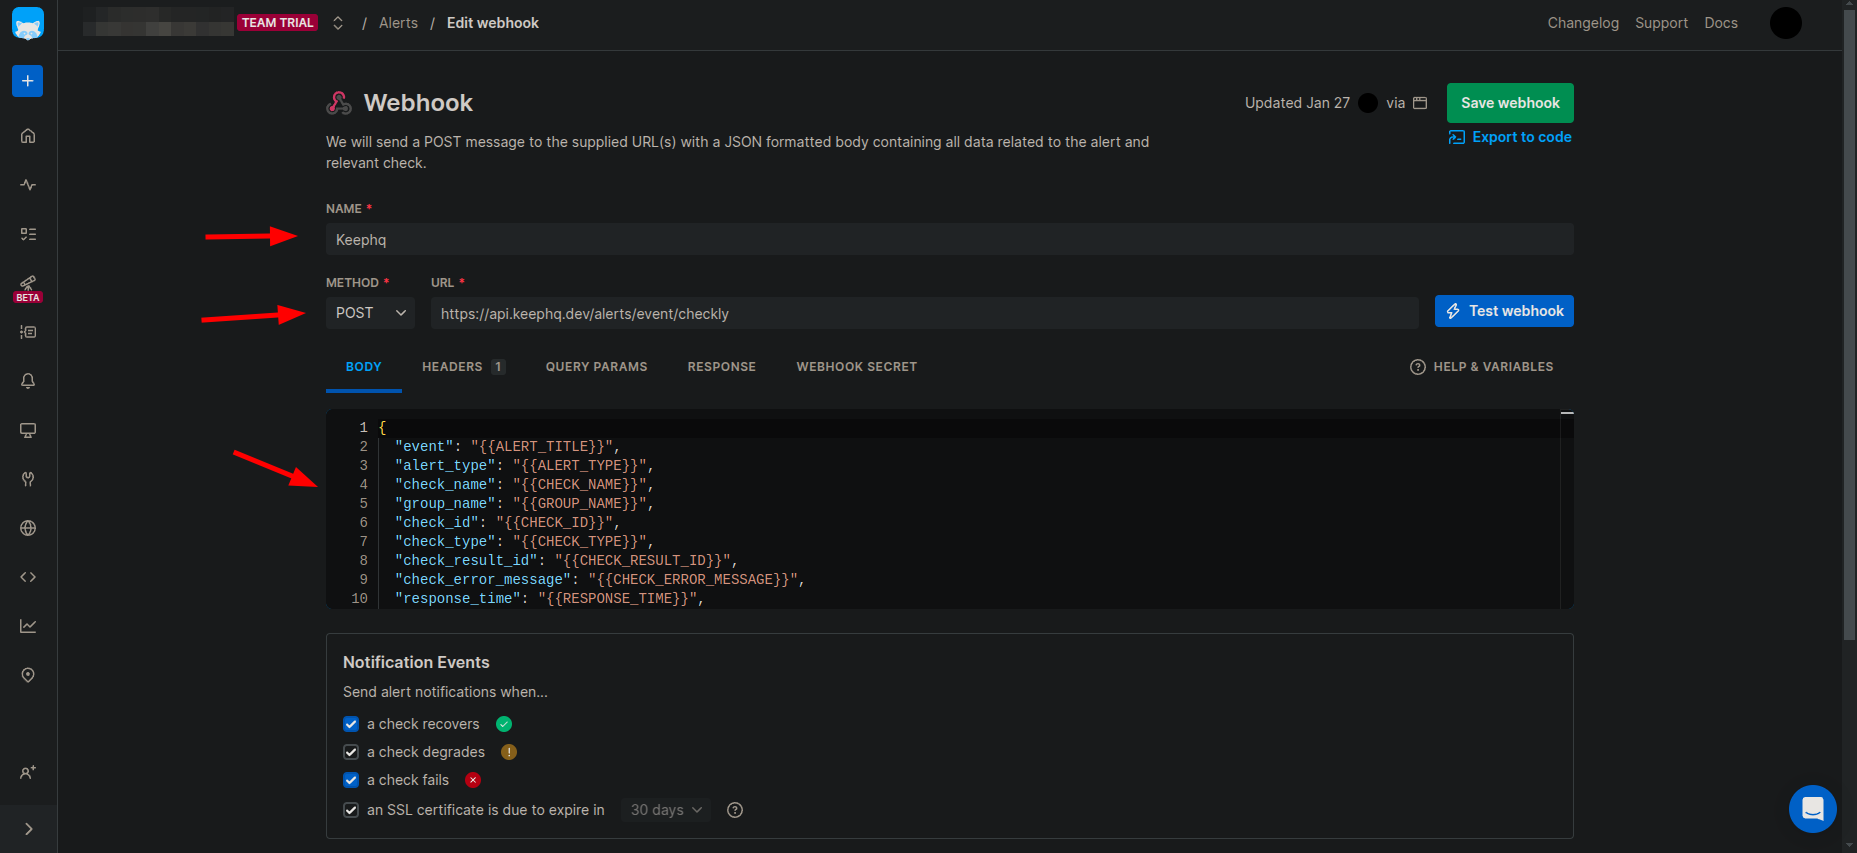 TEAM TRIAL / Alerts / Edit webhook
Changelog Support Docs
Webhook
Updated Jan 27 via
Save webhook
We will send a POST message to the supplied URL(s) with a JSON formatted body containing all data related to the alert and
relevant check.
Export to code
NAME *
Keephq
METHOD * URL *
POST https://api.keephq.dev/alerts/event/checkly Test webhook
BODY HEADERS 1 QUERY PARAMS RESPONSE WEBHOOK SECRET HELP & VARIABLES
1 {
2 "event": "{{ALERT_TITLE}}",
3 "alert_type": "{{ALERT_TYPE}}",
4 "check_name": "{{CHECK_NAME}}",
5 "group_name": "{{GROUP_NAME}}",
6 "check_id": "{{CHECK_ID}}",
7 "check_type": "{{CHECK_TYPE}}",
8 "check_result_id": "{{CHECK_RESULT_ID}}",
9 "check_error_message": "{{CHECK_ERROR_MESSAGE}}",
10 "response_time": "{{RESPONSE_TIME}}",
Notification Events
Send alert notifications when...
a check recovers
a check degrades
a check fails
an SSL certificate is due to expire in 30 days
BETA